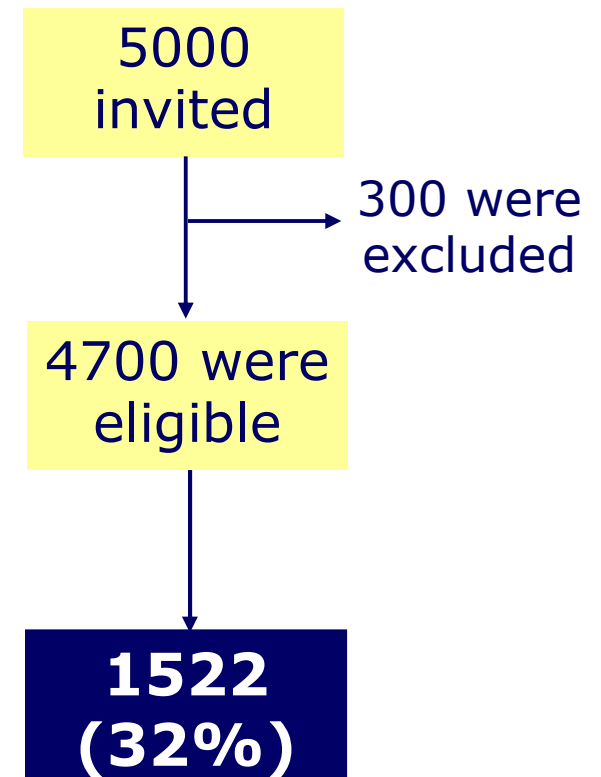 5000
invited
300 were
excluded
4700 were
eligible
1522
(32%)